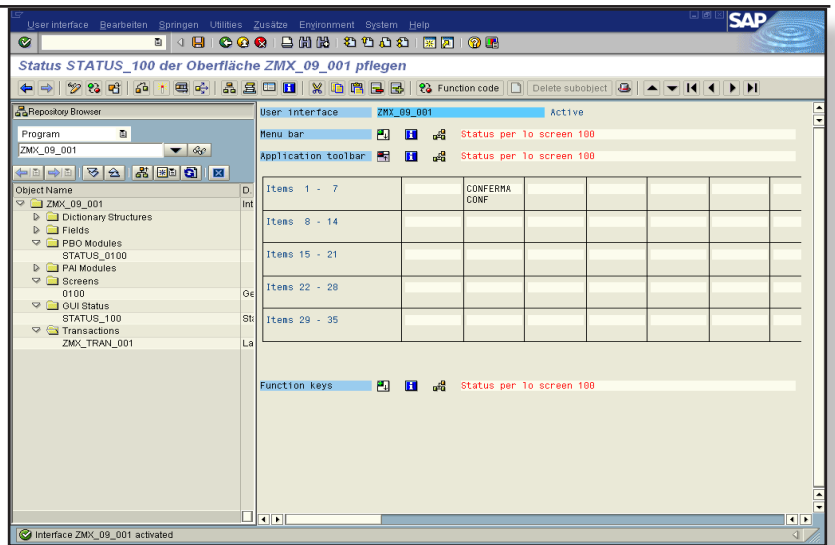 User interface Bearbeiten Springen Utilities Zusätze Environment System Help
SAP
Status STATUS_100 der Oberfläche ZMX_09_001 pflegen
Function code Delete subobject
Repository Browser
Program
ZMX_09_001
Object Name D.
ZMX_09_001 Int
Dictionary Structures
Fields
PBO Modules
STATUS_0100
PAI Modules
Screens
0100 Ge
GUI Status
STATUS_100 Sta
Transactions
ZMX_TRAN_001 La
User interface ZMX_09_001 Active
Menu bar Status per lo screen 100
Application toolbar Status per lo screen 100
Items 1 - 7 CONFERMA
CONF
Items 8 - 14
Items 15 - 21
Items 22 - 28
Items 29 - 35
Function keys Status per lo screen 100
Interface ZMX_09_001 activated